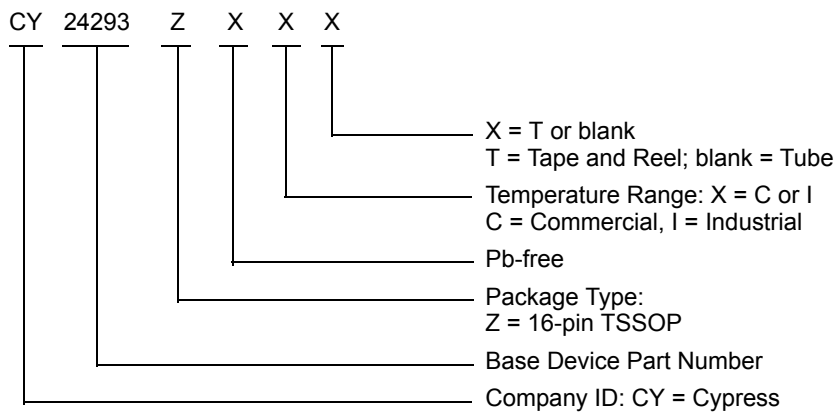 CY 24293 Z X X X
X = T or blank
T = Tape and Reel; blank = Tube
Temperature Range: X = C or I
C = Commercial, I = Industrial
Pb-free
Package Type:
Z = 16-pin TSSOP
Base Device Part Number
Company ID: CY = Cypress